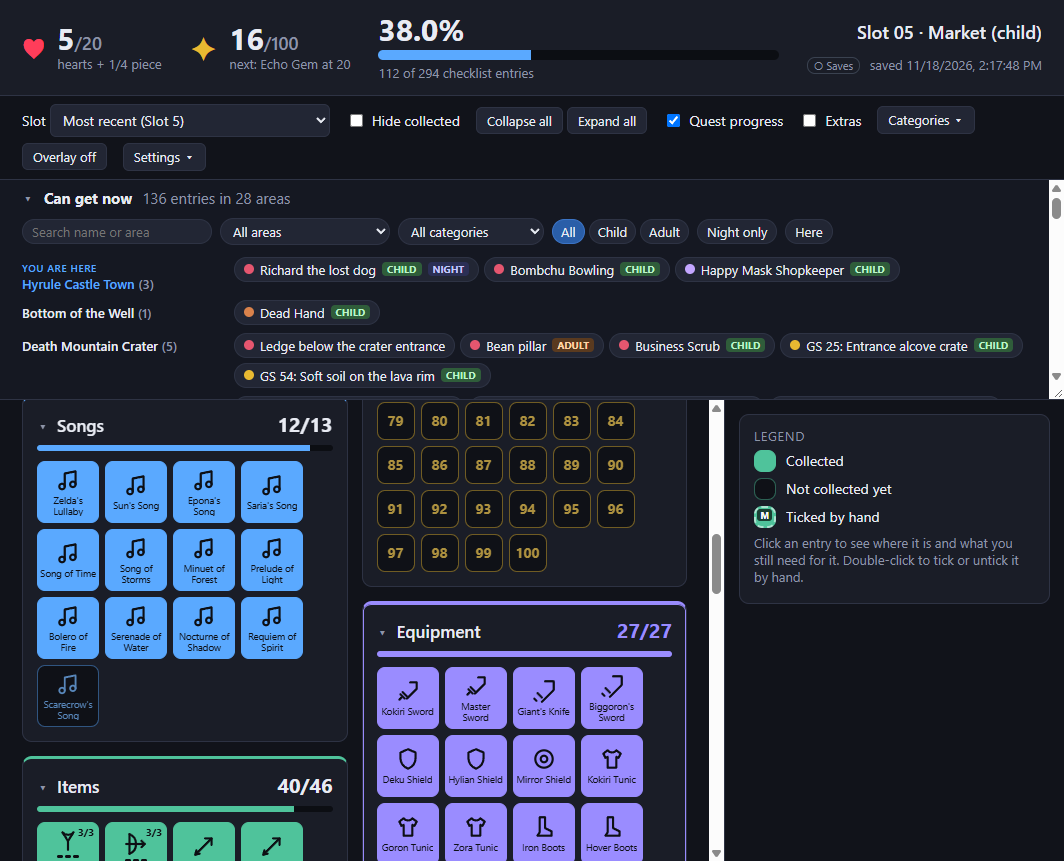 5/20
hearts + 1/4 piece
16/100
next: Echo Gem at 20
38.0%
112 of 294 checklist entries
Slot 05 · Market (child)
Saves saved 11/18/2026, 2:17:48 PM
Slot Most recent (Slot 5) Hide collected Collapse all Expand all Quest progress Extras Categories
Overlay off Settings
Can get now 136 entries in 28 areas
Search name or area All areas All categories All Child Adult Night only Here
YOU ARE HERE
Hyrule Castle Town (3)
Richard the lost dog CHILD NIGHT Bombchu Bowling CHILD Happy Mask Shopkeeper CHILD
Bottom of the Well (1) Dead Hand CHILD
Death Mountain Crater (5) Ledge below the crater entrance Bean pillar ADULT Business Scrub CHILD GS 25: Entrance alcove crate CHILD
GS 54: Soft soil on the lava rim CHILD
Songs 12/13
Zelda's Lullaby
Sun's Song
Epona's Song
Saria's Song
Song of Time
Song of Storms
Minuet of Forest
Prelude of Light
Bolero of Fire
Serenade of Water
Nocturne of Shadow
Requiem of Spirit
Scarecrow's Song
Items 40/46
3/3 3/3
79 80 81 82 83 84
85 86 87 88 89 90
91 92 93 94 95 96
97 98 99 100
Equipment 27/27
Kokiri Sword
Master Sword
Giant's Knife
Biggoron's Sword
Deku Shield
Hylian Shield
Mirror Shield
Kokiri Tunic
Goron Tunic
Zora Tunic
Iron Boots
Hover Boots
LEGEND
Collected
Not collected yet
M Ticked by hand
Click an entry to see where it is and what you
still need for it. Double-click to tick or untick it
by hand.